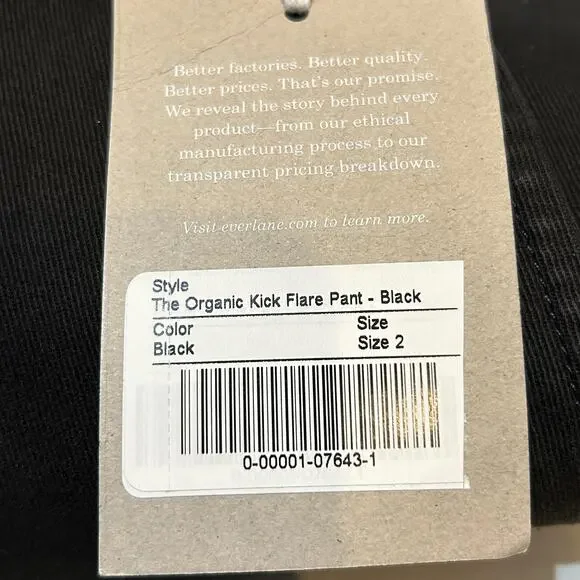 Better factories. Better quality.
Better prices. That's our promise.
We reveal the story behind every
product—from our ethical
manufacturing process to our
transparent pricing breakdown.
Visit everlane.com to learn more.
Style
The Organic Kick Flare Pant - Black
Color Size
Black Size 2
0-00001-07643-1